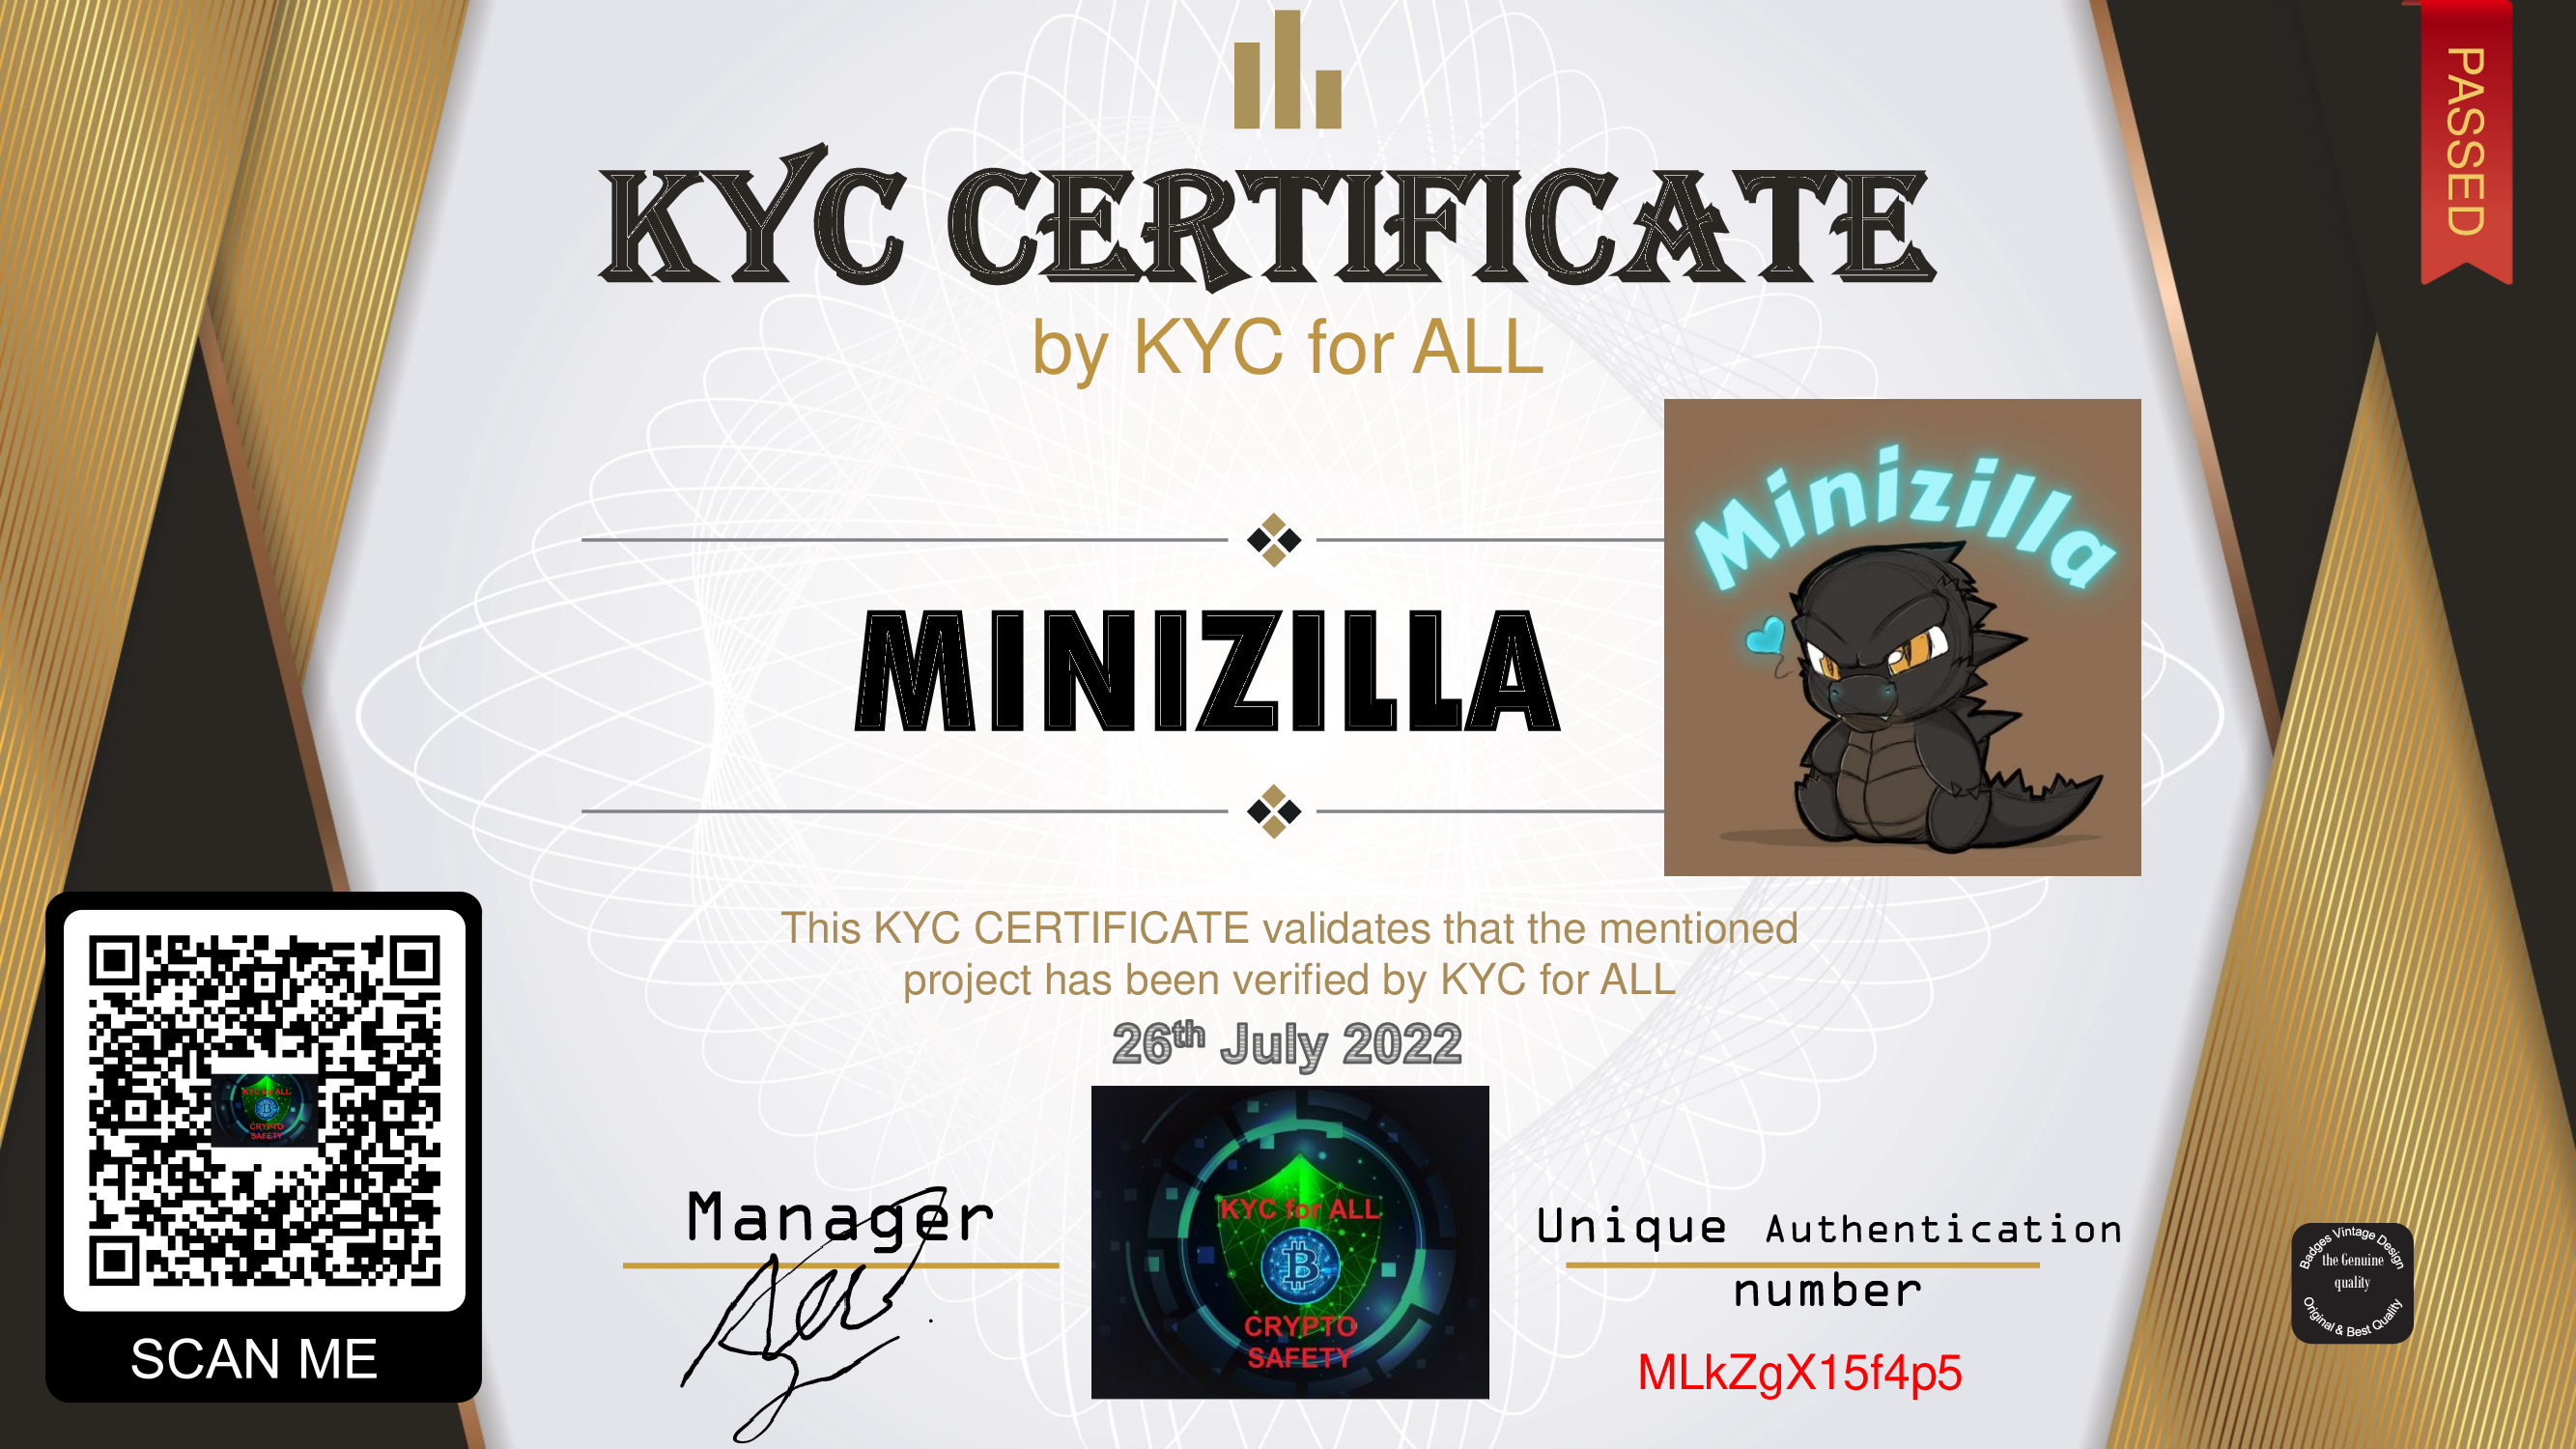 PASSED
KYC CERTIFICATE
by KYC for ALL
Minizilla
MINIZILLA
This KYC CERTIFICATE validates that the mentioned
project has been verified by KYC for ALL
26th July 2022
KYC for ALL
CRYPTO
SAFETY
SCAN ME
Manager
KYC for ALL
CRYPTO
SAFETY
Unique Authentication
number
MLkZgX15f4p5
Badges Vintage Design
the Genuine
quality
Original & Best Quality